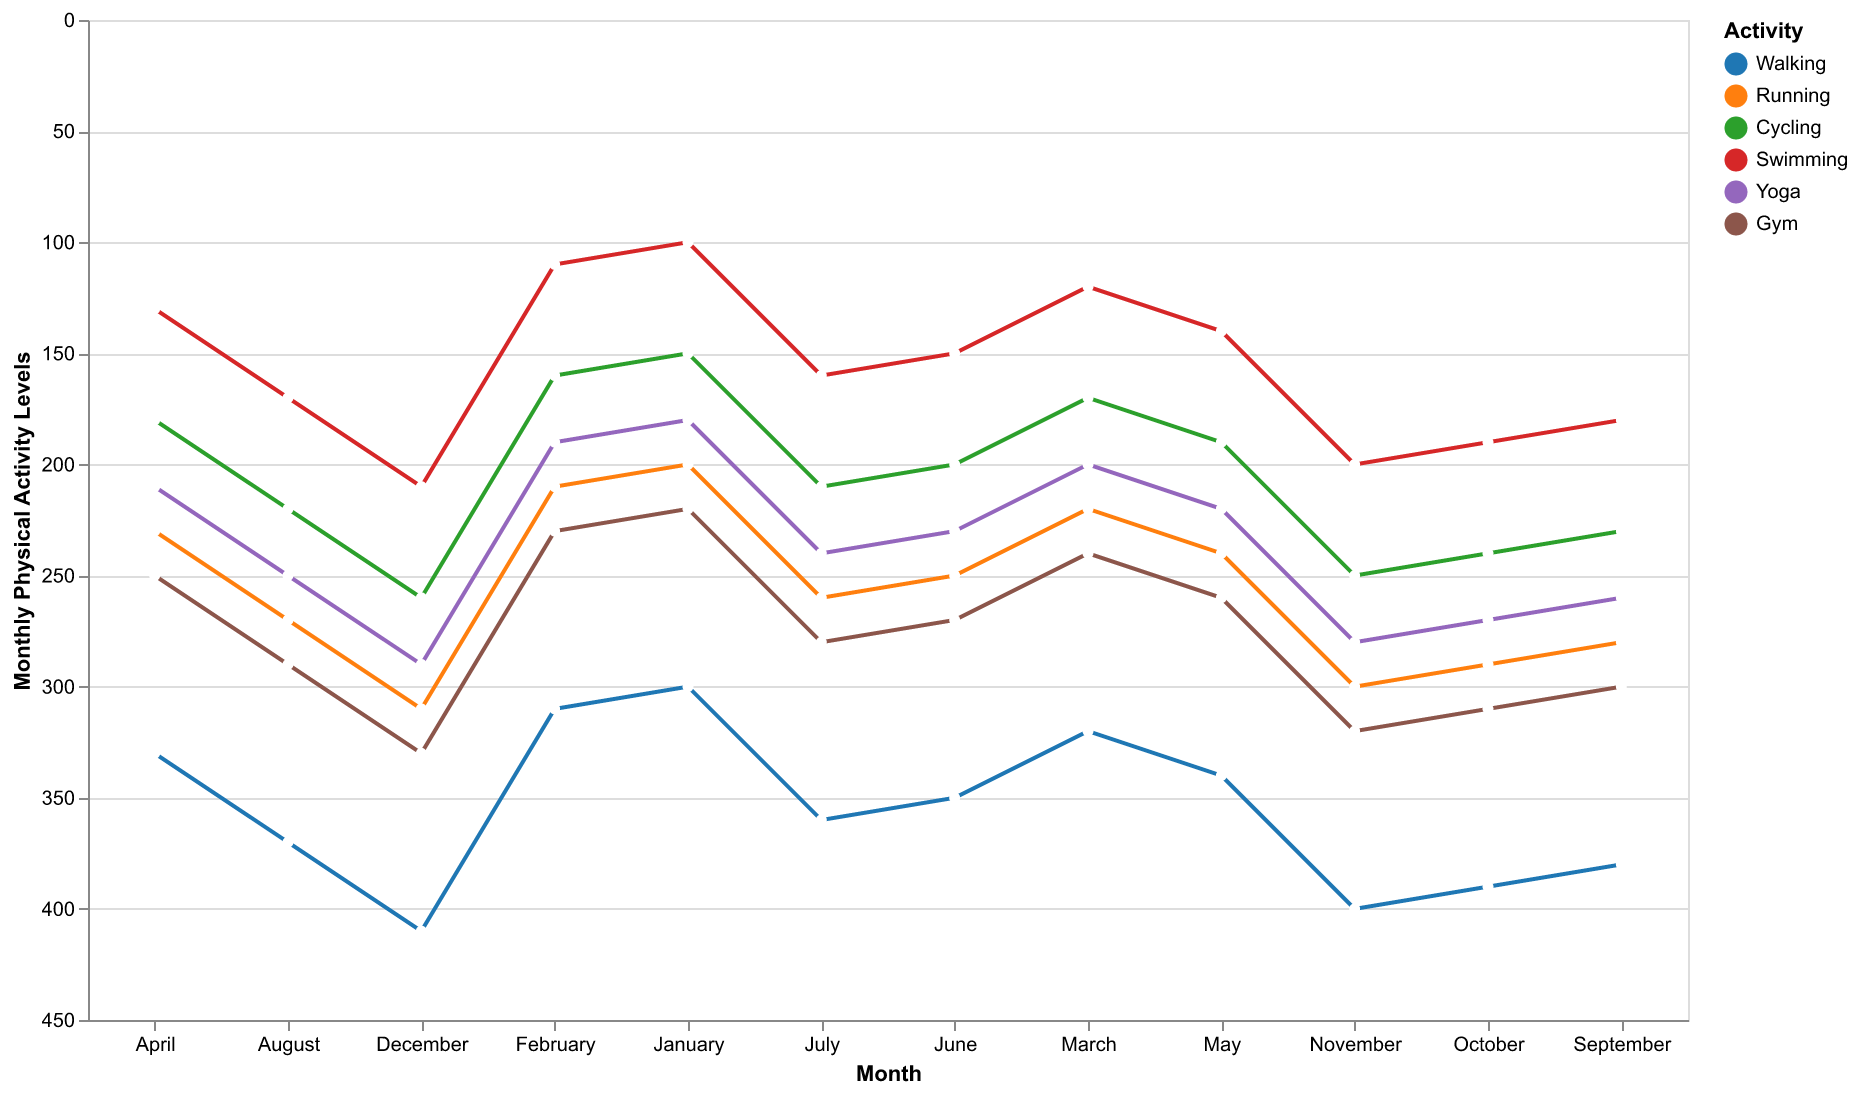 0
50
100
150
200
250
300
350
400
450
Monthly Physical Activity Levels
April August December February January July June March May November October September
Month
Activity
Walking
Running
Cycling
Swimming
Yoga
Gym